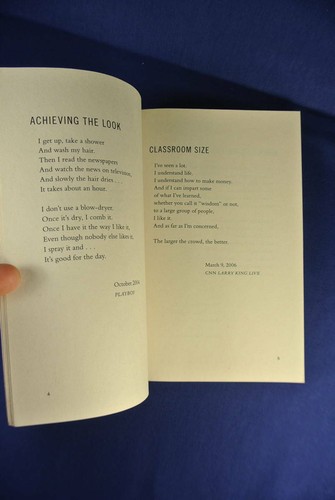 ACHIEVING THE LOOK
I get up, take a shower
And wash my hair.
Then I read the newspapers
And watch the news on television,
And slowly the hair dries . . .
It takes about an hour.
I don't use a blow-dryer.
Once it's dry, I comb it.
Once I have it the way I like it,
Even though nobody else likes it,
I spray it and . . .
It's good for the day.
October 2004
PLAYBOY
4
CLASSROOM SIZE
I've seen a lot.
I understand life.
I understand how to make money.
And if I can impart some
of what I've learned,
whether you call it "wisdom" or not,
to a large group of people,
I like it.
And as far as I'm concerned,
The larger the crowd, the better.
March 9, 2006
CNN LARRY KING LIVE
5